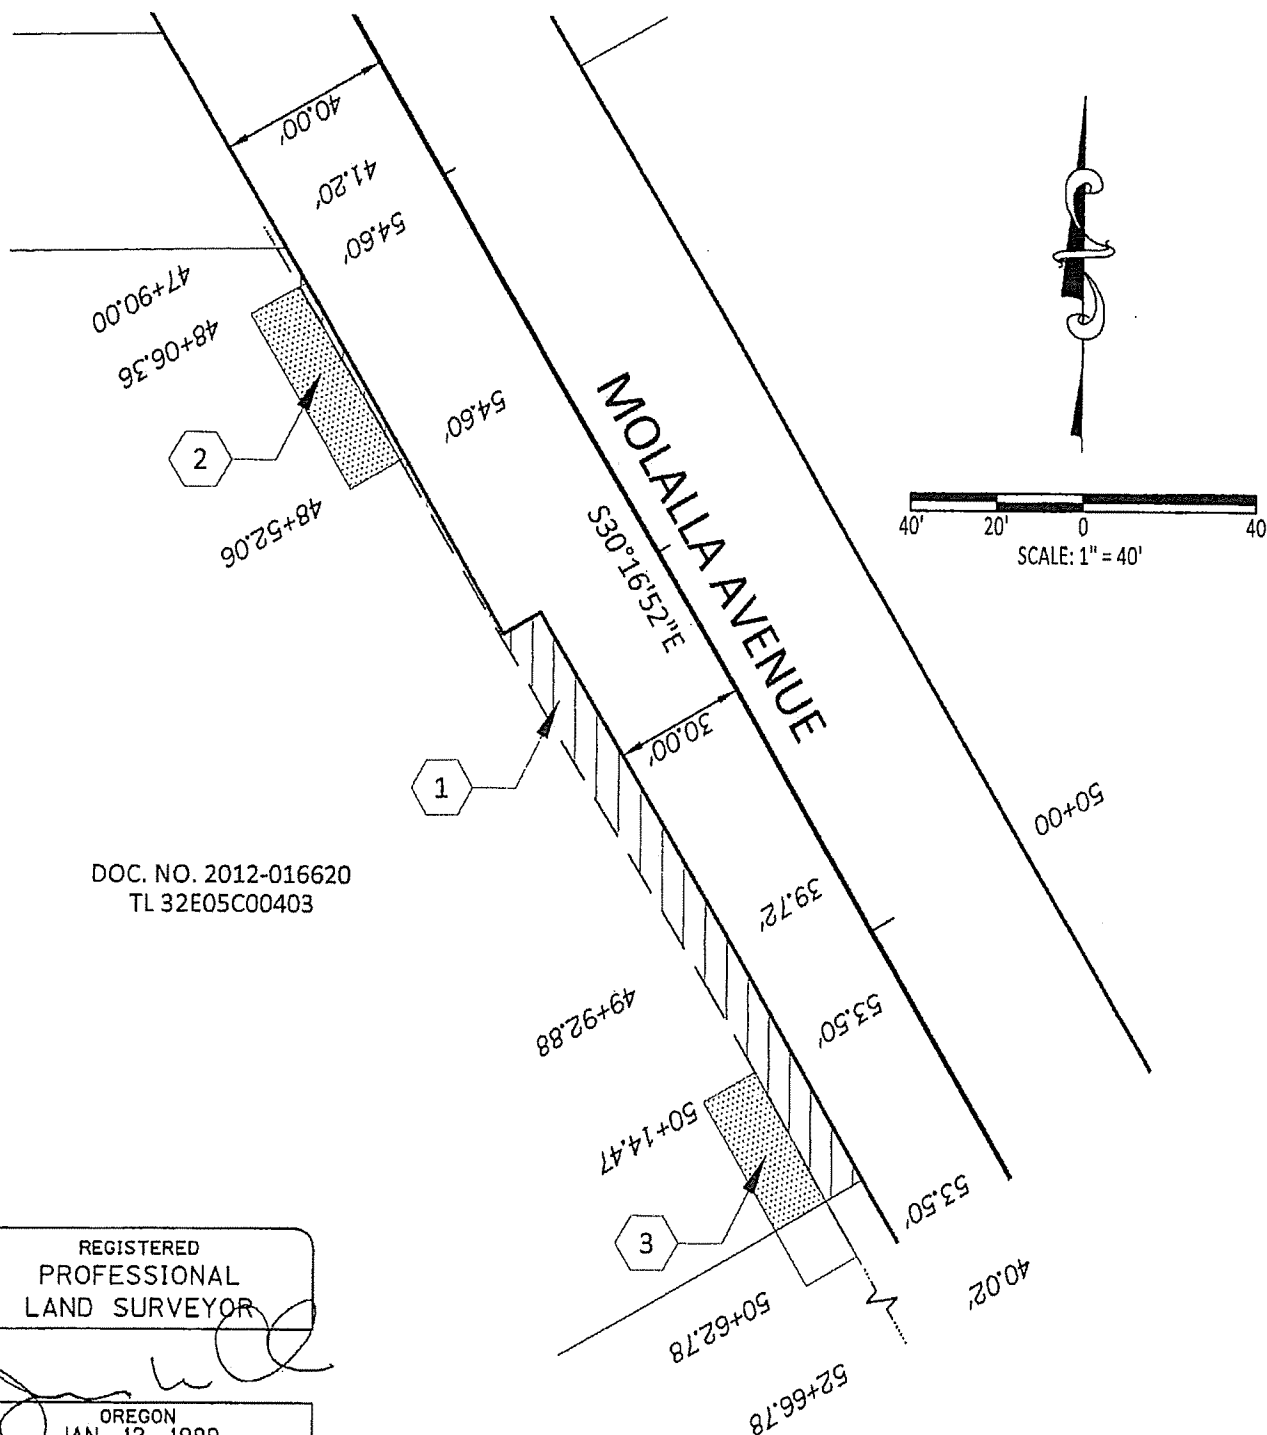 40.00'
41.20'
54.60'
47+90.00
48+06.36
54.60'
2
48+52.06
MOLALLA AVENUE
S30°16'52"E
40' 20' 0 40
SCALE: 1" = 40'
30.00'
1
50+00
DOC. NO. 2012-016620
TL 32E05C00403
39.72'
49+92.88
53.50'
50+14.47
3
53.50'
40.02'
50+62.78
52+66.78
REGISTERED
PROFESSIONAL
LAND SURVEYOR
OREGON
JAN. 13, 1989